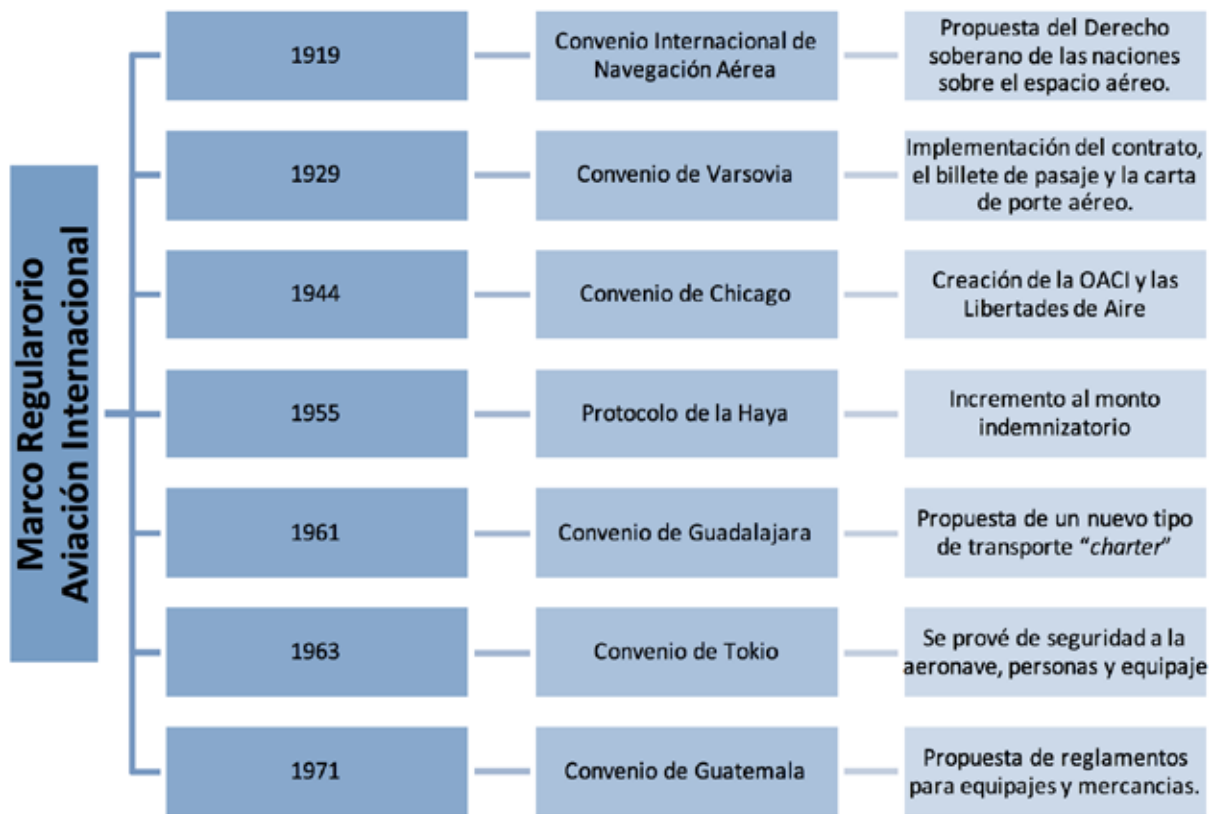 Marco Regularorio
Aviación Internacional
1919
Convenio Internacional de
Navegación Aérea
Propuesta del Derecho
soberano de las naciones
sobre el espacio aéreo.
1929
Convenio de Varsovia
Implementación del contrato,
el billete de pasaje y la carta
de porte aéreo.
1944
Convenio de Chicago
Creación de la OACI y las
Libertades de Aire
1955
Protocolo de la Haya
Incremento al monto
indemnizatorio
1961
Convenio de Guadalajara
Propuesta de un nuevo tipo
de transporte “charter”
1963
Convenio de Tokio
Se prové de seguridad a la
aeronave, personas y equipaje
1971
Convenio de Guatemala
Propuesta de reglamentos
para equipajes y mercancias.